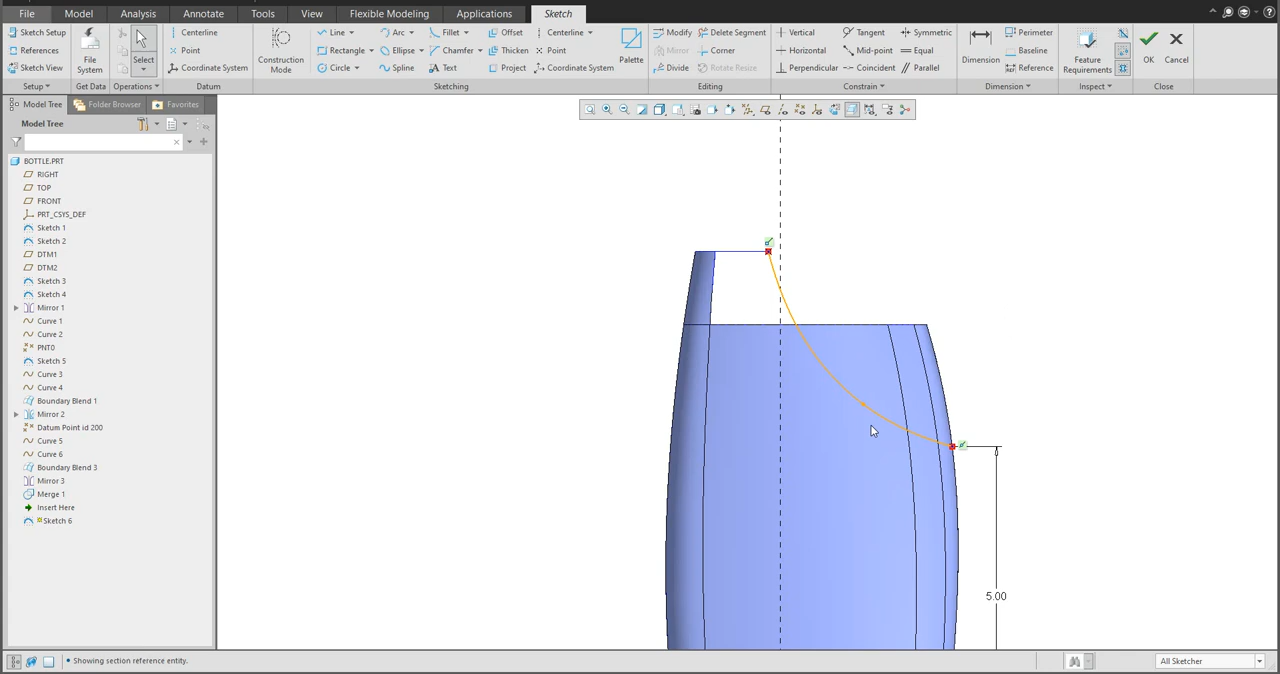 File Model Analysis Annotate Tools View Flexible Modeling Applications Sketch
Sketch Setup File System Select Centerline Construction Mode Line Arc Fillet Offset Centerline Palette Modify Delete Segment Vertical Tangent Symmetric Dimension Perimeter Feature Requirements OK Cancel
References Point Rectangle Ellipse Chamfer Thicken Point Mirror Corner Horizontal Mid-point Equal Baseline
Sketch View Coordinate System Circle Spline Text Project Coordinate System Divide Rotate Resize Perpendicular Coincident Parallel Reference
Setup Get Data Operations Datum Sketching Editing Constrain Dimension Inspect Close
Model Tree Folder Browser Favorites
Model Tree
BOTTLE.PRT
RIGHT
TOP
FRONT
PRT_CSYS_DEF
Sketch 1
Sketch 2
DTM1
DTM2
Sketch 3
Sketch 4
Mirror 1
Curve 1
Curve 2
PNT0
Sketch 5
Curve 3
Curve 4
Boundary Blend 1
Mirror 2
Datum Point id 200
Curve 5
Curve 6
Boundary Blend 3
Mirror 3
Merge 1
Insert Here
Sketch 6
5.00
Showing section reference entity.
All Sketcher